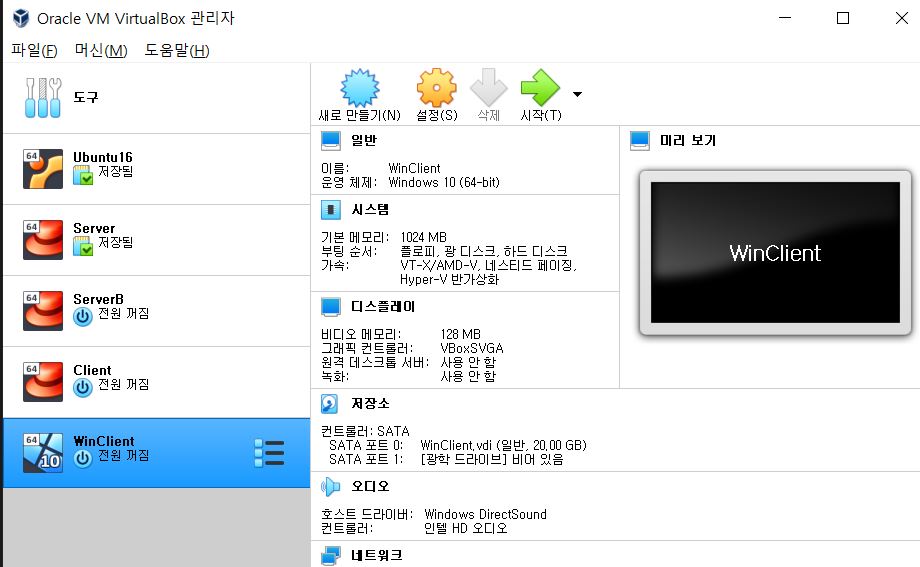 Oracle VM VirtualBox 관리자
파일(F) 머신(M) 도움말(H)
도구
새로 만들기(N) 설정(S) 삭제 시작(T)
64
Ubuntu16
저장됨
64
Server
저장됨
64
ServerB
전원 꺼짐
64
Client
전원 꺼짐
64
10
WinClient
전원 꺼짐
일반
이름: WinClient
운영 체제: Windows 10 (64-bit)
시스템
기본 메모리: 1024 MB
부팅 순서: 플로피, 광 디스크, 하드 디스크
가속: VT-X/AMD-V, 네스티드 페이징,
Hyper-V 반가상화
디스플레이
비디오 메모리: 128 MB
그래픽 컨트롤러: VBoxSVGA
원격 데스크톱 서버: 사용 안 함
녹화: 사용 안 함
미리 보기
WinClient
저장소
컨트롤러: SATA
SATA 포트 0: WinClient.vdi (일반, 20.00 GB)
SATA 포트 1: [광학 드라이브] 비어 있음
오디오
호스트 드라이버: Windows DirectSound
컨트롤러: 인텔 HD 오디오
네트워크